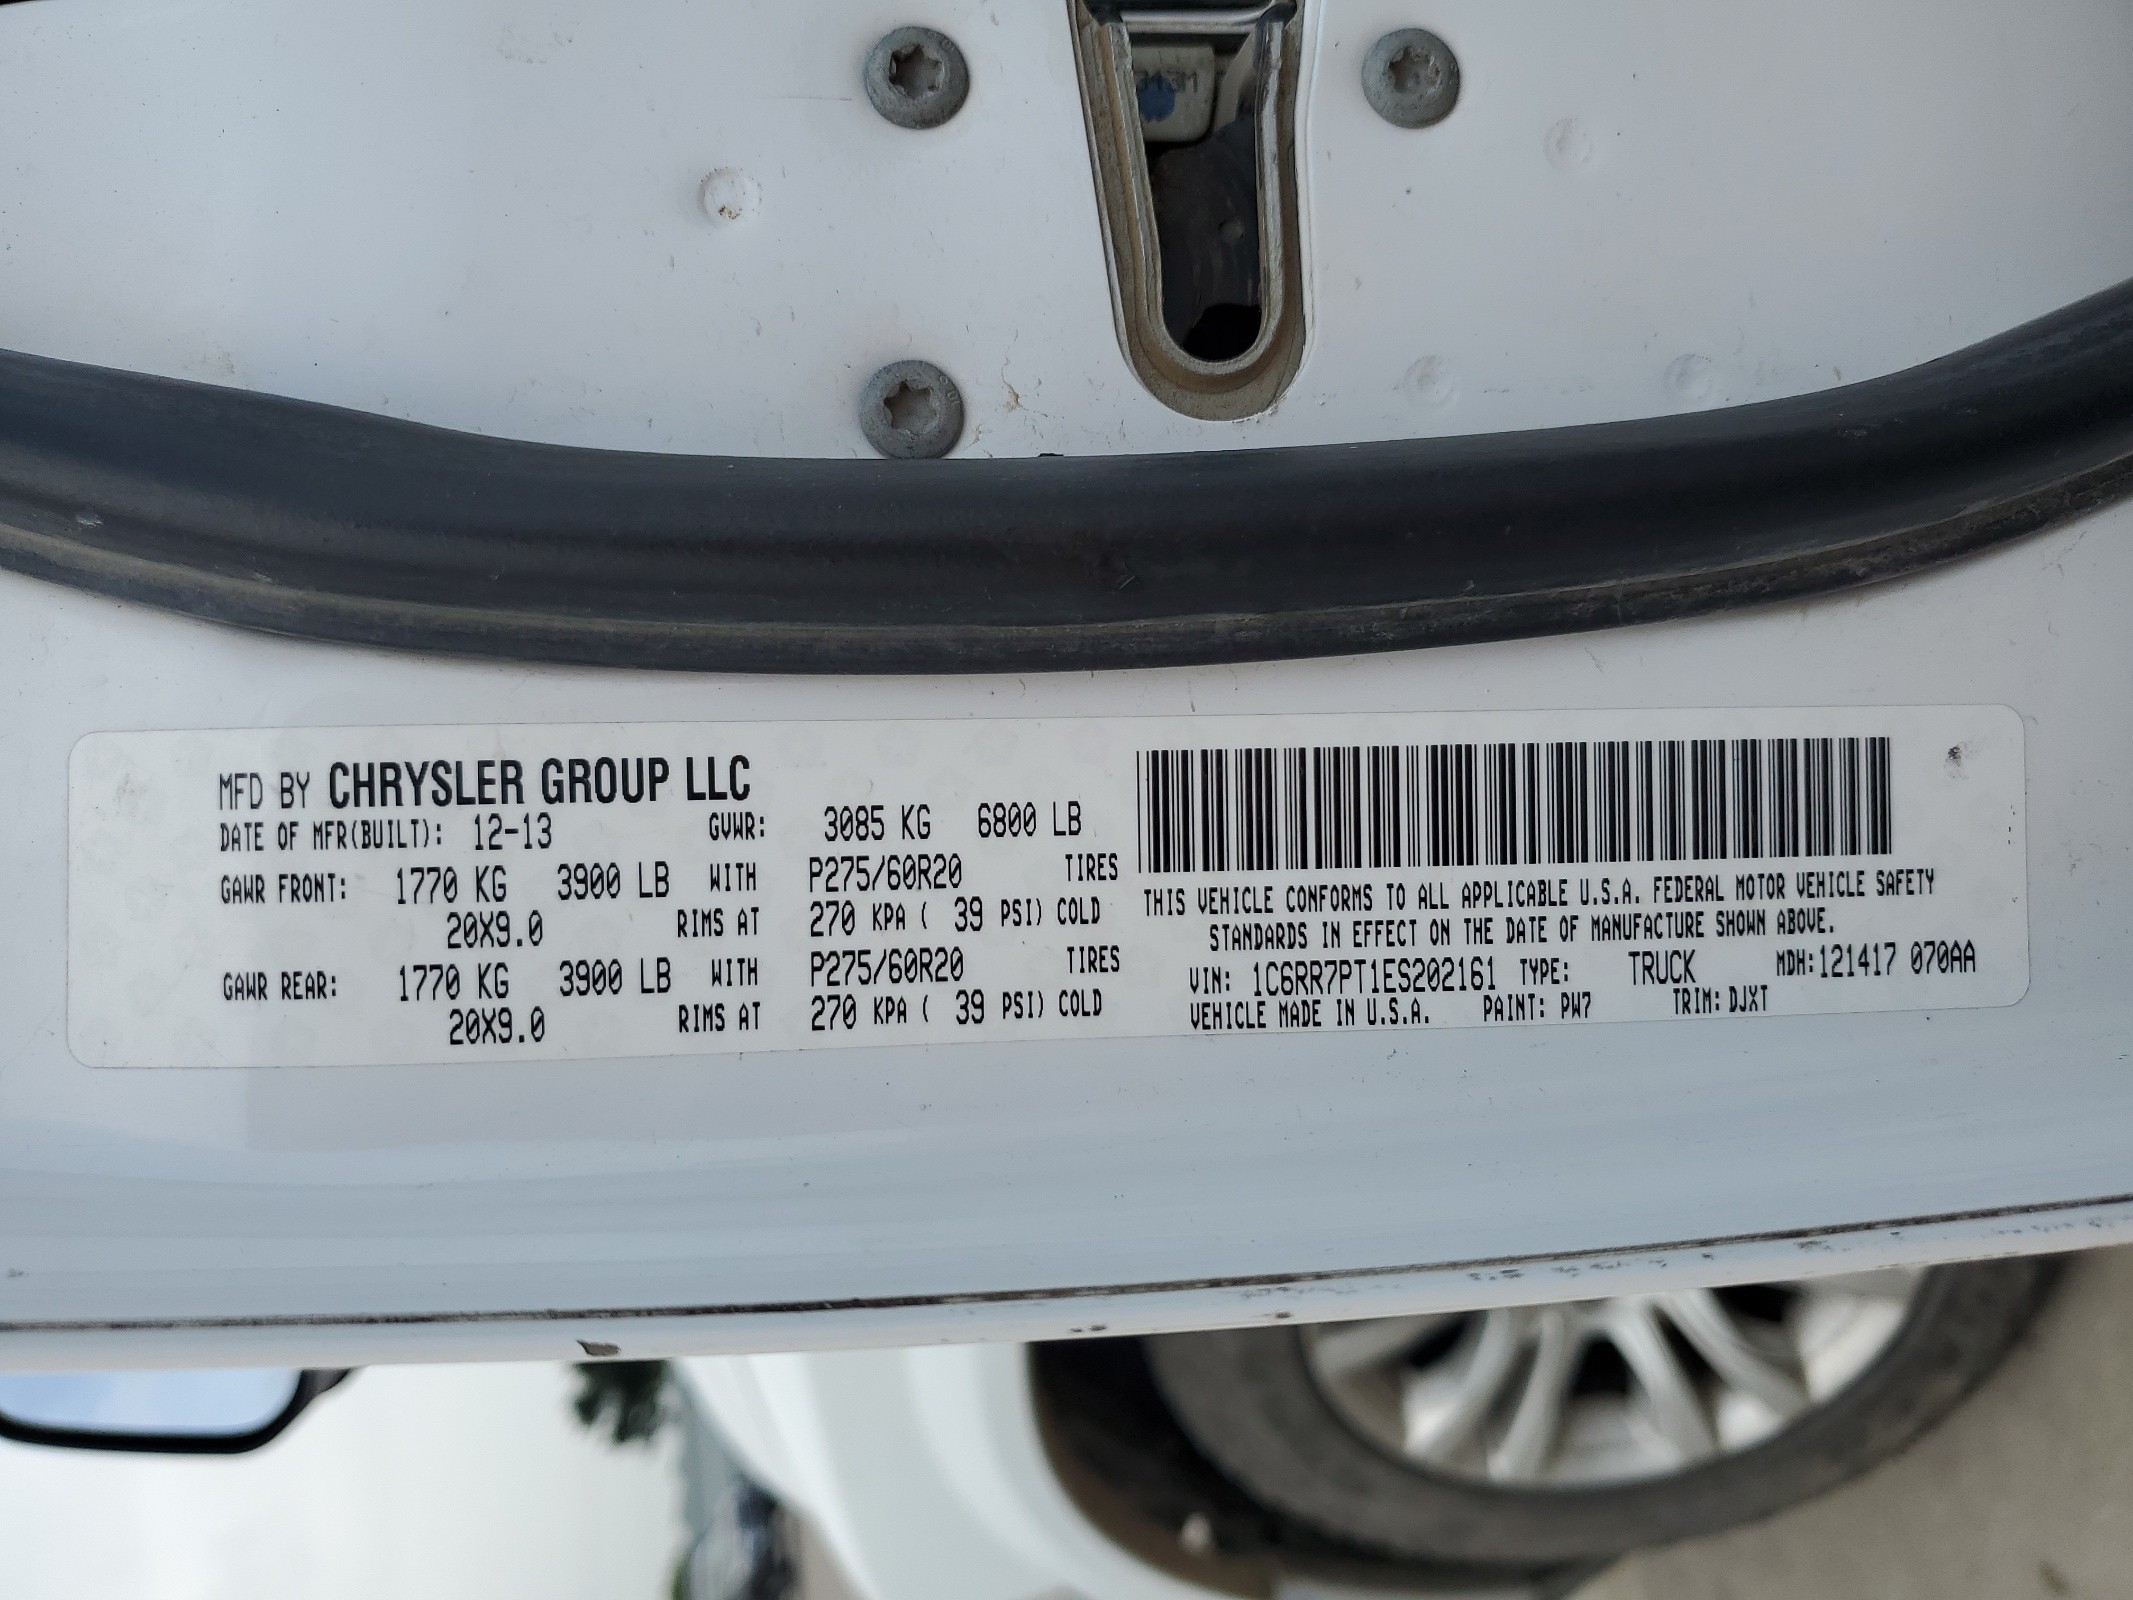 MFD BY CHRYSLER GROUP LLC
DATE OF MFR(BUILT): 12-13 GVWR: 3085 KG 6800 LB
GAWR FRONT: 1770 KG 3900 LB WITH P275/60R20 TIRES
20X9.0 RIMS AT 270 KPA ( 39 PSI) COLD
GAWR REAR: 1770 KG 3900 LB WITH P275/60R20 TIRES
20X9.0 RIMS AT 270 KPA ( 39 PSI) COLD
THIS VEHICLE CONFORMS TO ALL APPLICABLE U.S.A. FEDERAL MOTOR VEHICLE SAFETY
STANDARDS IN EFFECT ON THE DATE OF MANUFACTURE SHOWN ABOVE.
VIN: 1C6RR7PT1ES202161 TYPE: TRUCK MDH:121417 070AA
VEHICLE MADE IN U.S.A. PAINT: PW7 TRIM: DJXT